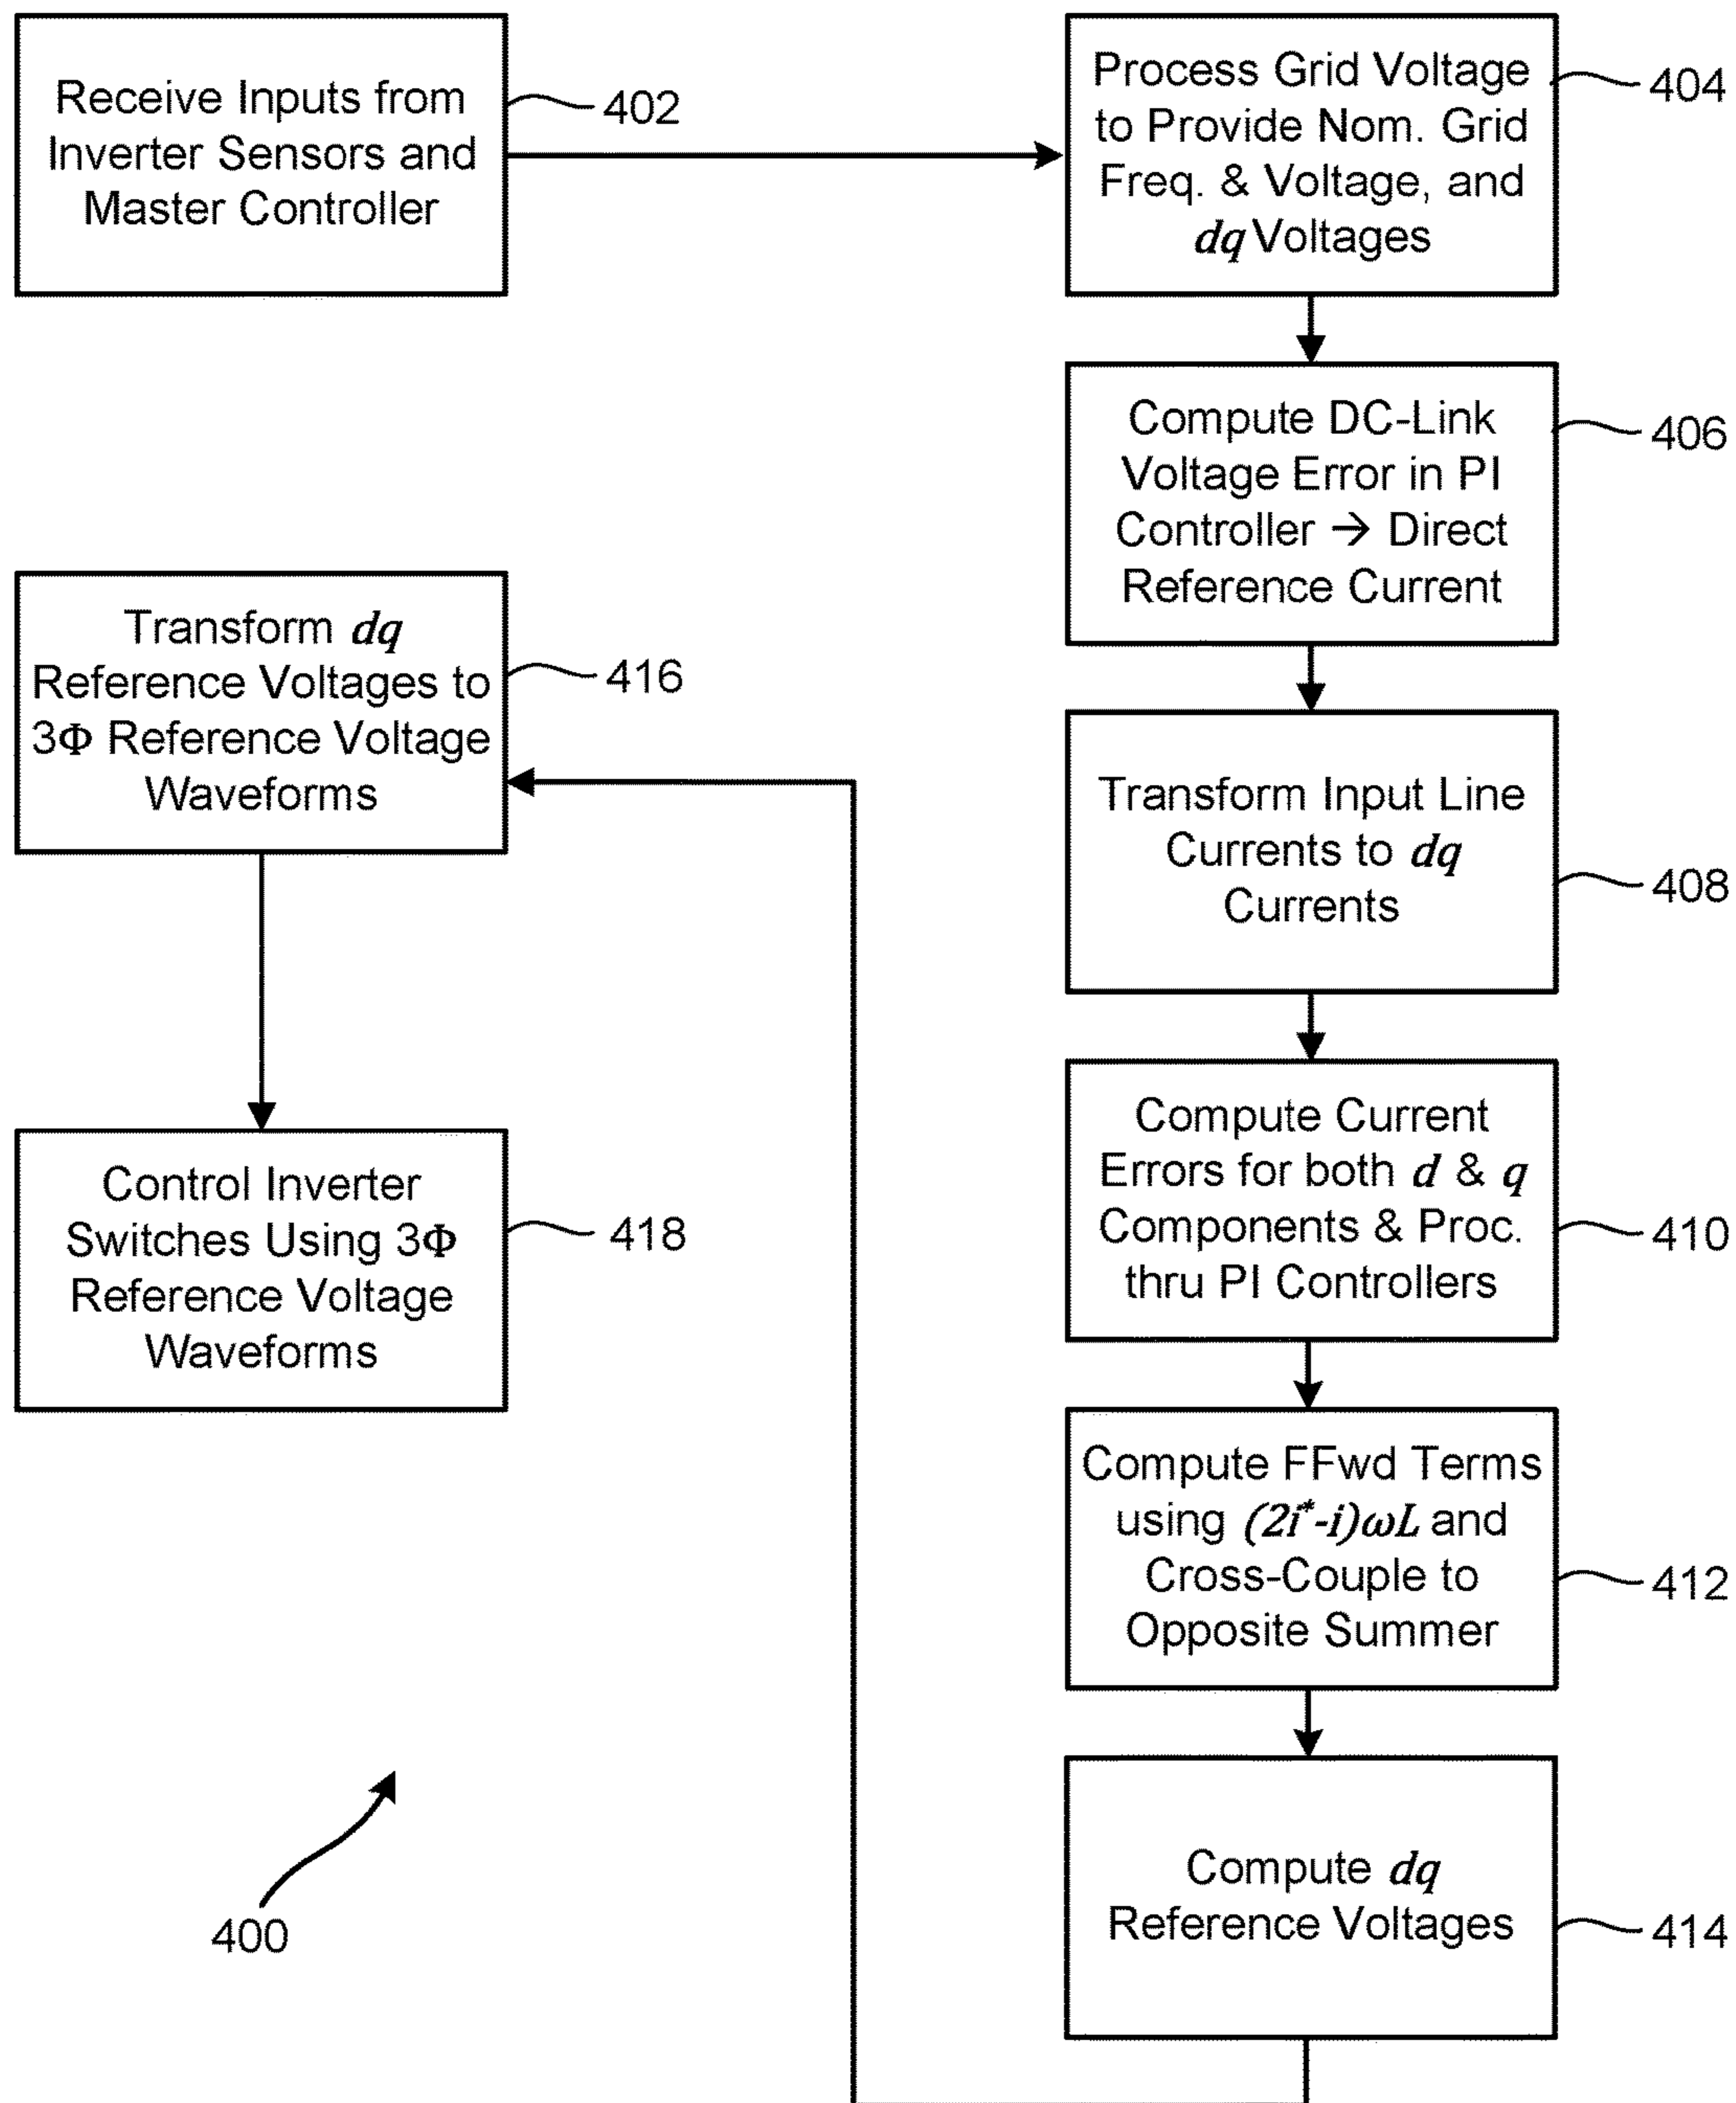 Receive Inputs from
Inverter Sensors and
Master Controller
402
Process Grid Voltage
to Provide Nom. Grid
Freq. & Voltage, and
dq Voltages
404
Compute DC-Link
Voltage Error in PI
Controller → Direct
Reference Current
406
Transform Input Line
Currents to dq
Currents
408
Compute Current
Errors for both d & q
Components & Proc.
thru PI Controllers
410
Compute FFwd Terms
using (2i*-i)ωL and
Cross-Couple to
Opposite Summer
412
Compute dq
Reference Voltages
414
Transform dq
Reference Voltages to
3Φ Reference Voltage
Waveforms
416
Control Inverter
Switches Using 3Φ
Reference Voltage
Waveforms
418
400